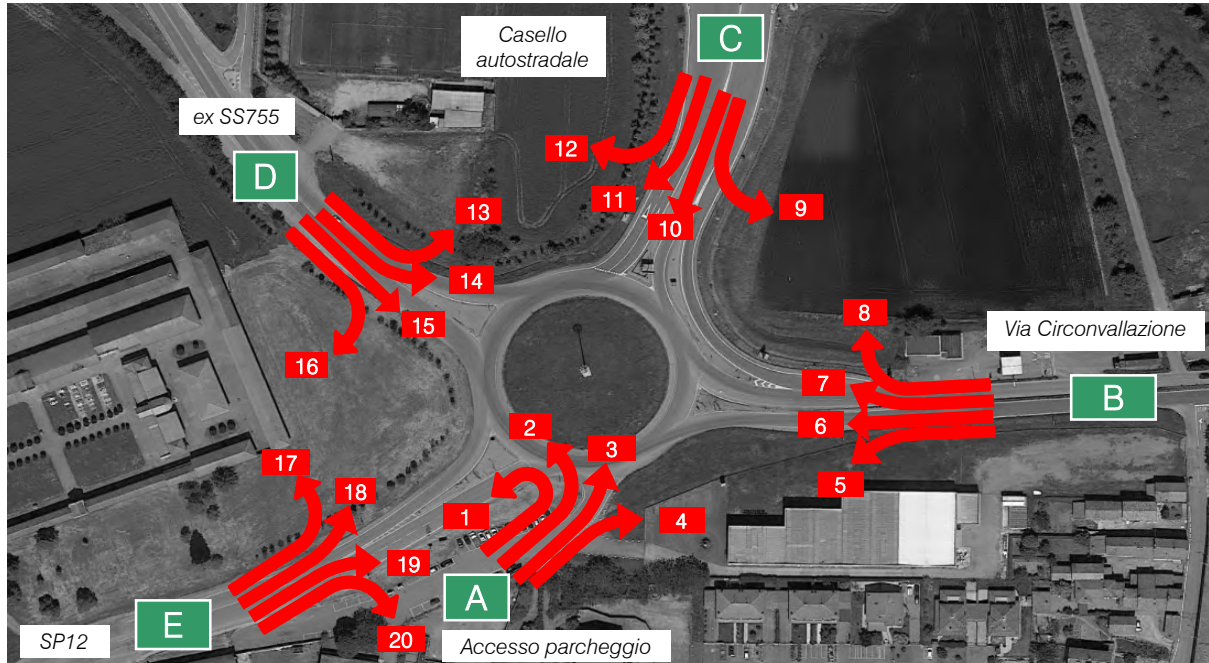 Casello
autostradale
C
ex SS755
D
12
11
10
9
13
14
15
16
8
Via Circonvallazione
7
6
B
5
2
3
17
18
1
4
19
A
E
20
SP12
Accesso parcheggio